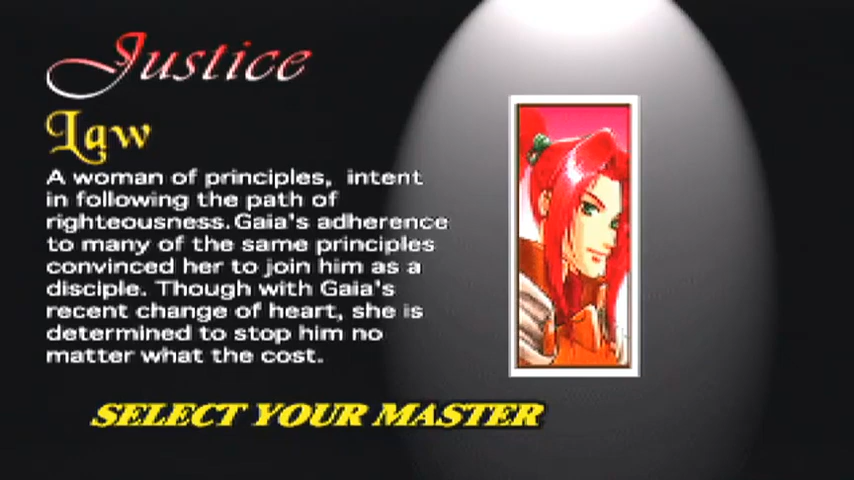 Justice
Law
A woman of principles, intent
in following the path of
righteousness. Gaia's adherence
to many of the same principles
convinced her to join him as a
disciple. Though with Gaia's
recent change of heart, she is
determined to stop him no
matter what the cost.
SELECT YOUR MASTER